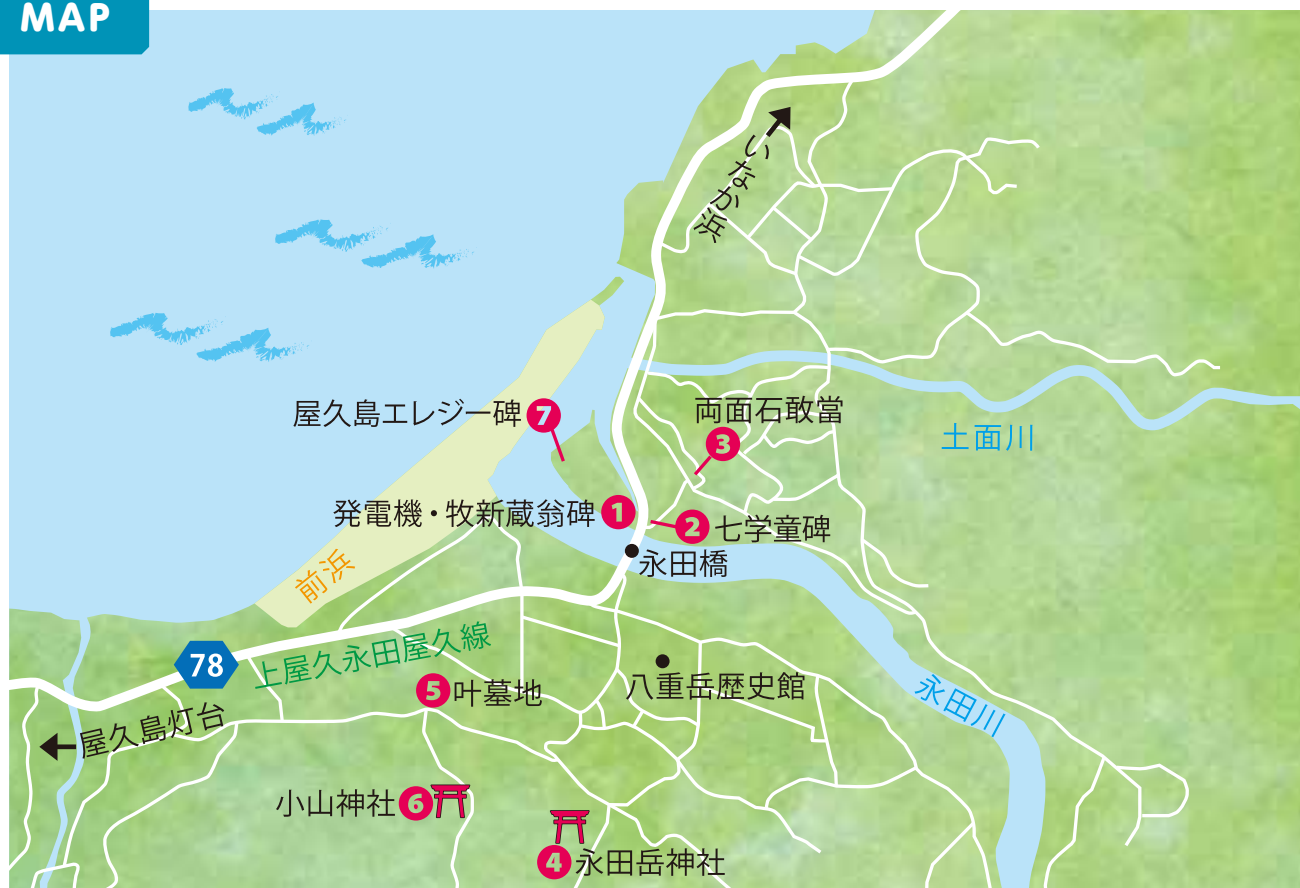 MAP
いなか浜
屋久島エレジー碑 7
両面石敢當
3
土面川
発電機・牧新蔵翁碑 1
2 七学童碑
永田橋
前浜
78
上屋久永田屋久線
5 叶墓地
八重岳歴史館
永田川
屋久島灯台
小山神社 6
4 永田岳神社